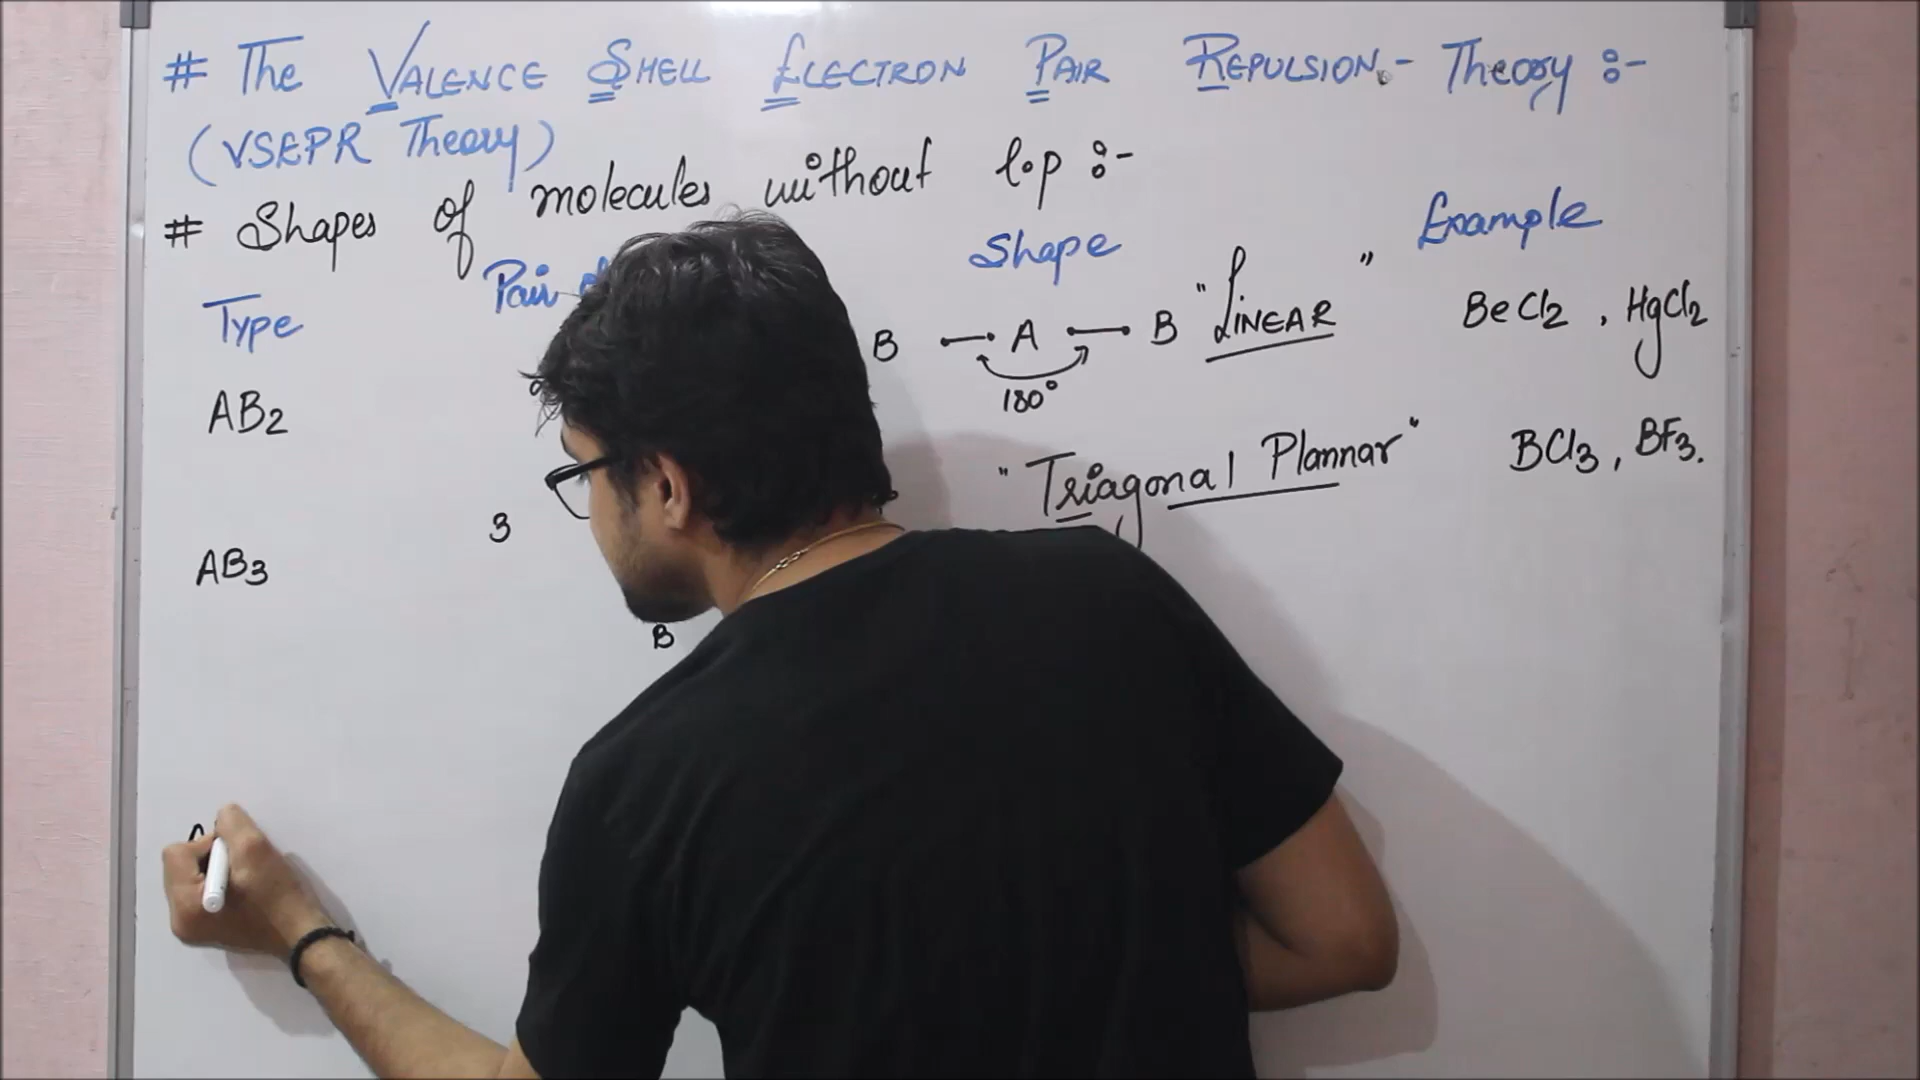 # The VALENCE SHELL ELECTRON PAIR REPULSION.- Theory :-
(VSEPR Theory)
# Shapes of molecules without l.p :-
Type Pair Shape Example
AB2 B A B "LINEAR" BeCl2 , HgCl2
180°
AB3 3 "Triagonal Plannar" BCl3, BF3.
B